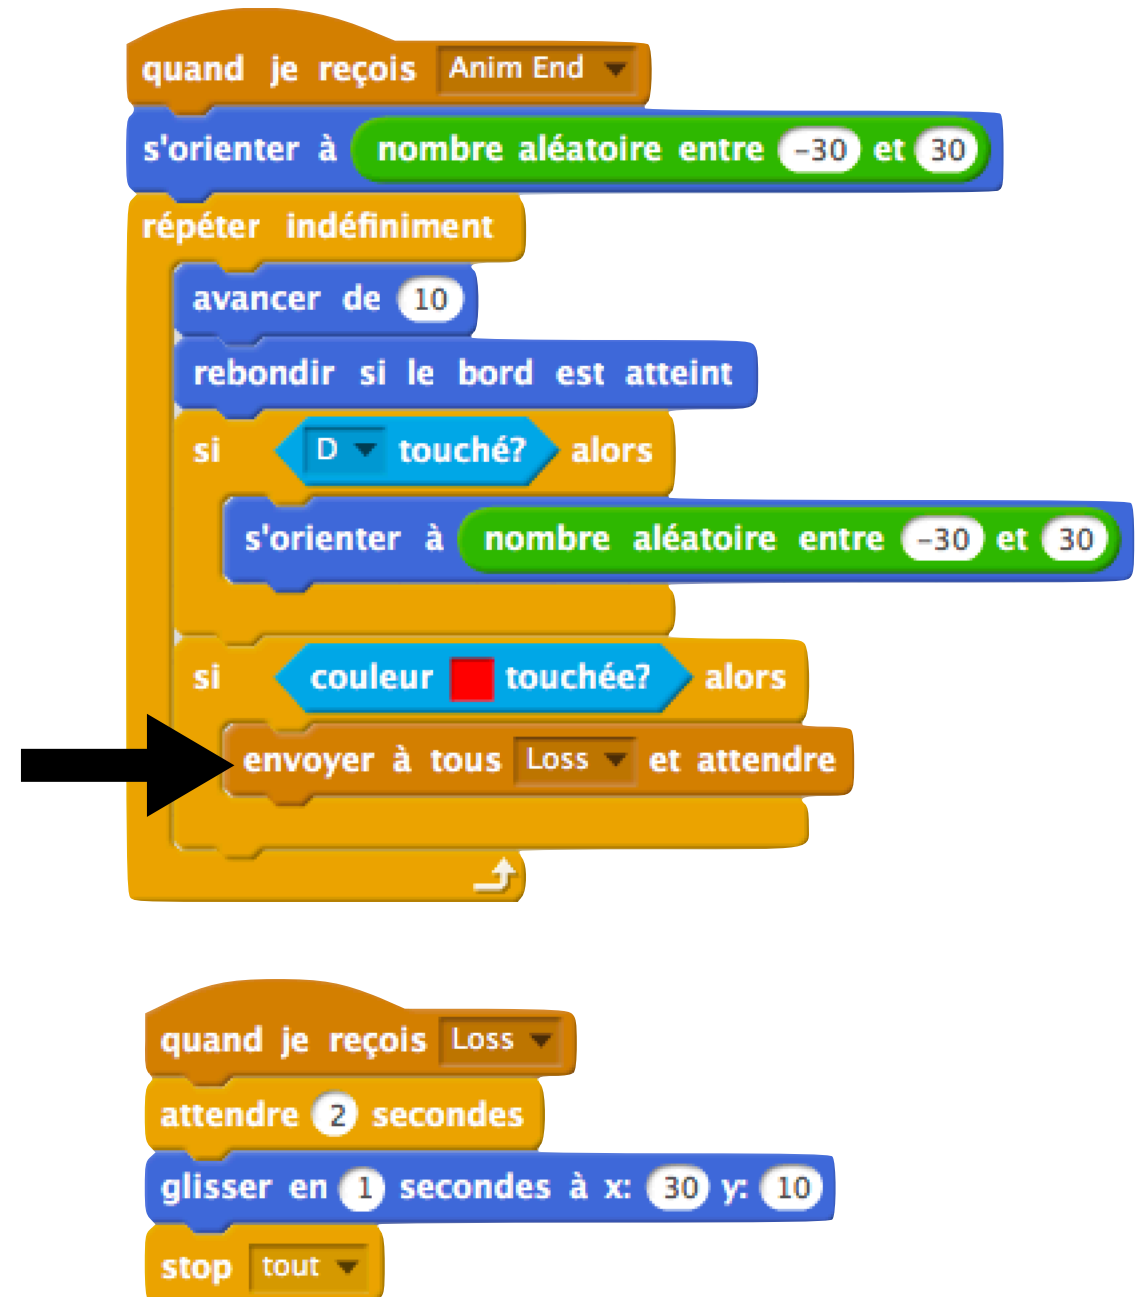 quand je reçois Anim End
s'orienter à nombre aléatoire entre -30 et 30
répéter indéfiniment
avancer de 10
rebondir si le bord est atteint
si D touché? alors
s'orienter à nombre aléatoire entre -30 et 30
si couleur touchée? alors
envoyer à tous Loss et attendre
quand je reçois Loss
attendre 2 secondes
glisser en 1 secondes à x: 30 y: 10
stop tout